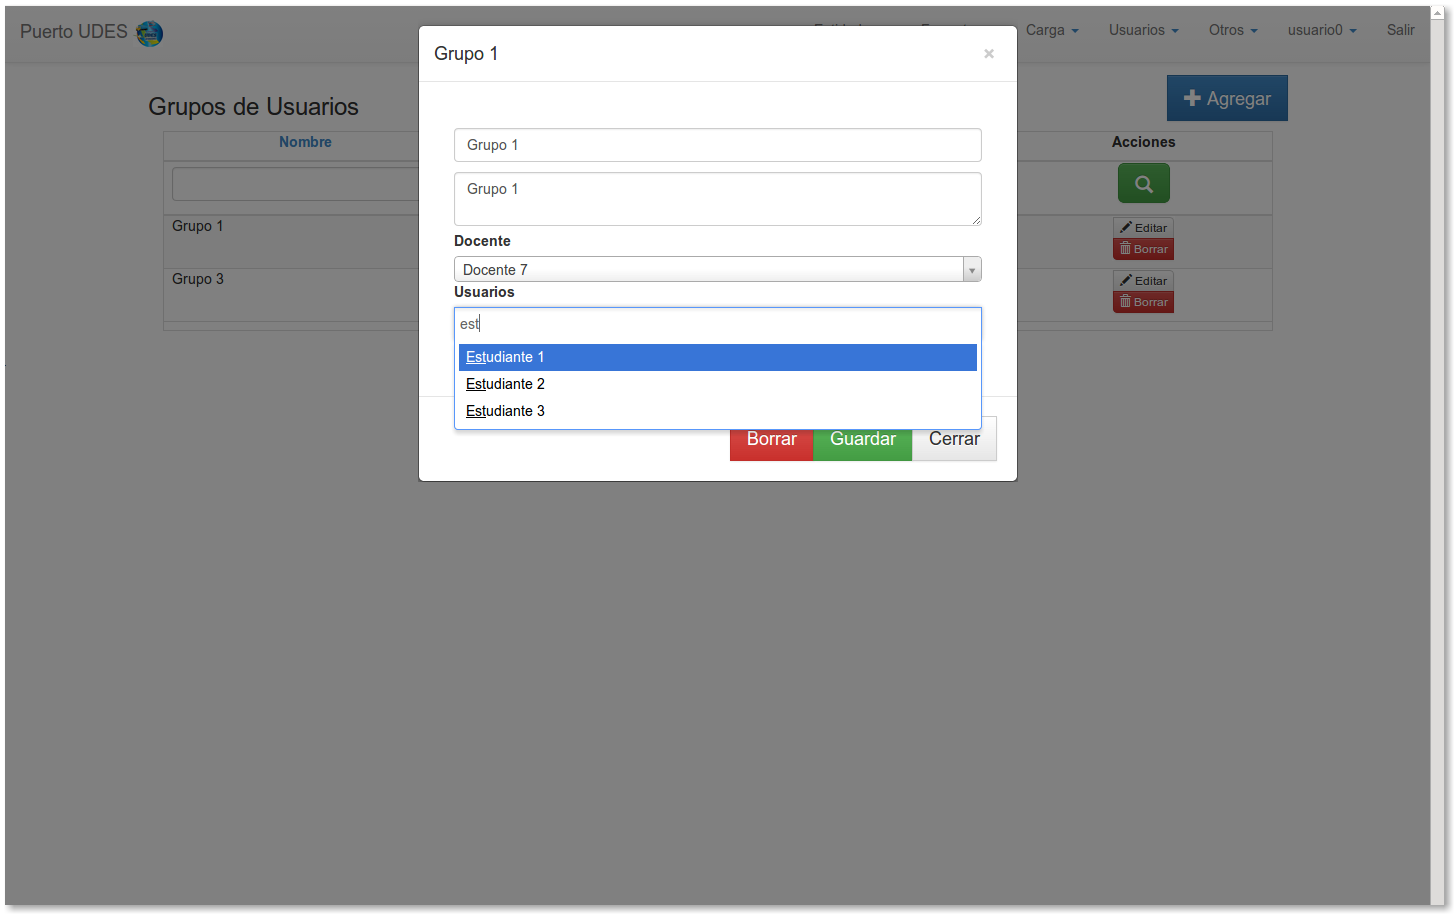 Puerto UDES
Carga
Usuarios
Otros
usuario0
Salir
Grupo 1
×
Grupos de Usuarios
Agregar
Nombre
Acciones
Grupo 1
Grupo 1
Grupo 1
Editar
Borrar
Docente
Docente 7
Grupo 3
Editar
Borrar
Usuarios
est
Estudiante 1
Estudiante 2
Estudiante 3
Borrar
Guardar
Cerrar